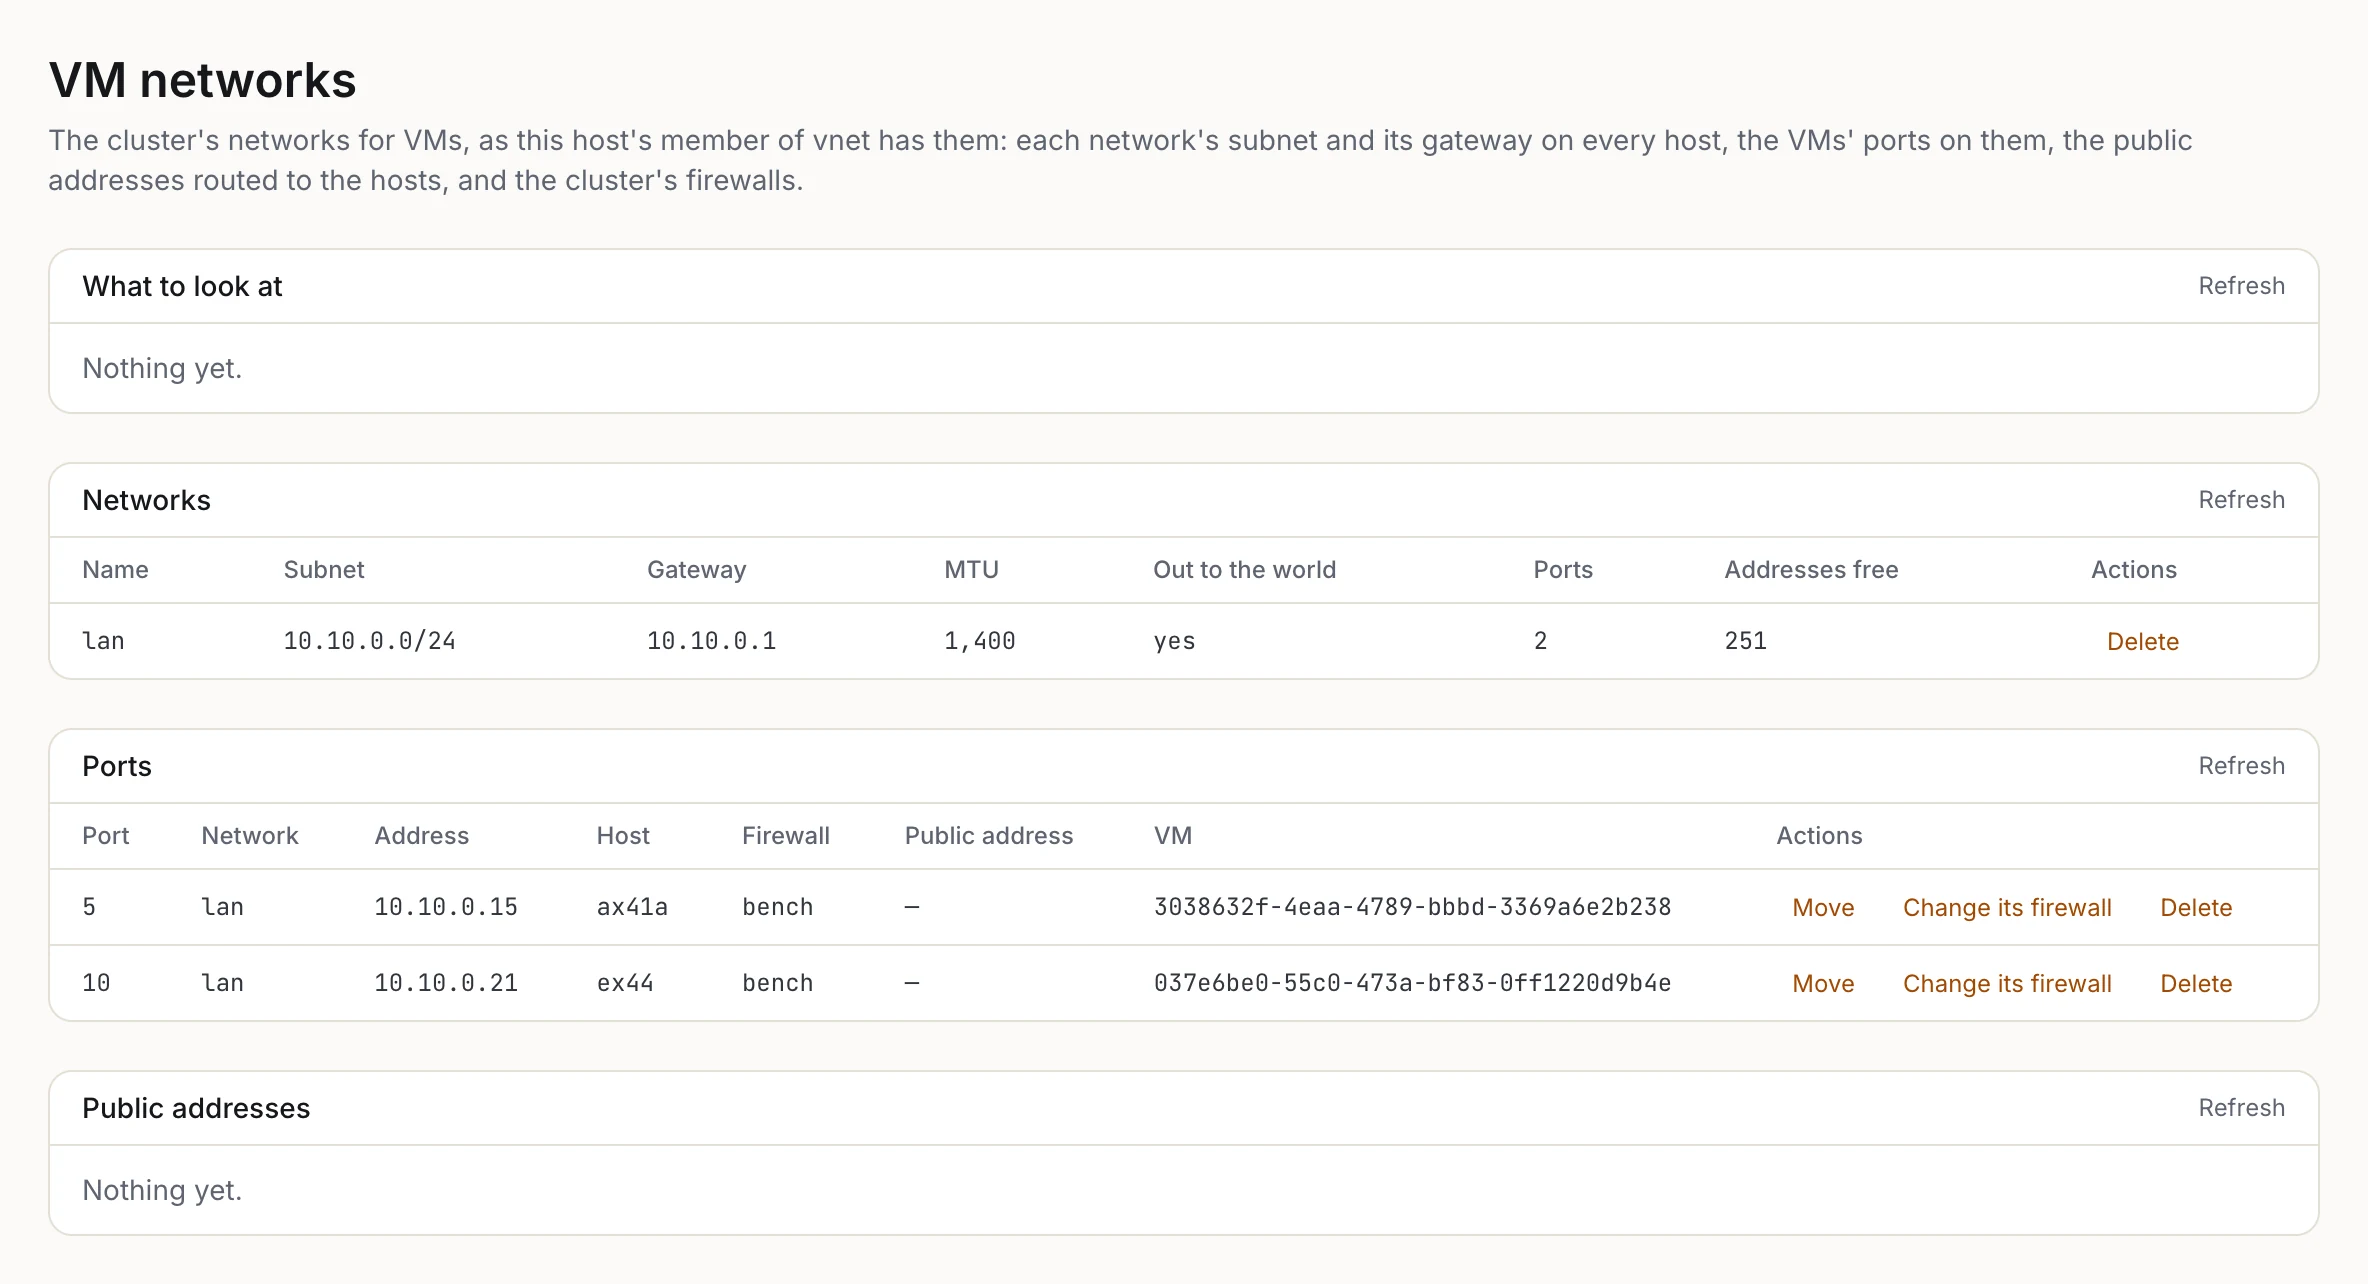 VM networks
The cluster's networks for VMs, as this host's member of vnet has them: each network's subnet and its gateway on every host, the VMs' ports on them, the public
addresses routed to the hosts, and the cluster's firewalls.
What to look at Refresh
Nothing yet.
Networks Refresh
Name Subnet Gateway MTU Out to the world Ports Addresses free Actions
lan 10.10.0.0/24 10.10.0.1 1,400 yes 2 251 Delete
Ports Refresh
Port Network Address Host Firewall Public address VM Actions
5 lan 10.10.0.15 ax41a bench — 3038632f-4eaa-4789-bbbd-3369a6e2b238 Move Change its firewall Delete
10 lan 10.10.0.21 ex44 bench — 037e6be0-55c0-473a-bf83-0ff1220d9b4e Move Change its firewall Delete
Public addresses Refresh
Nothing yet.